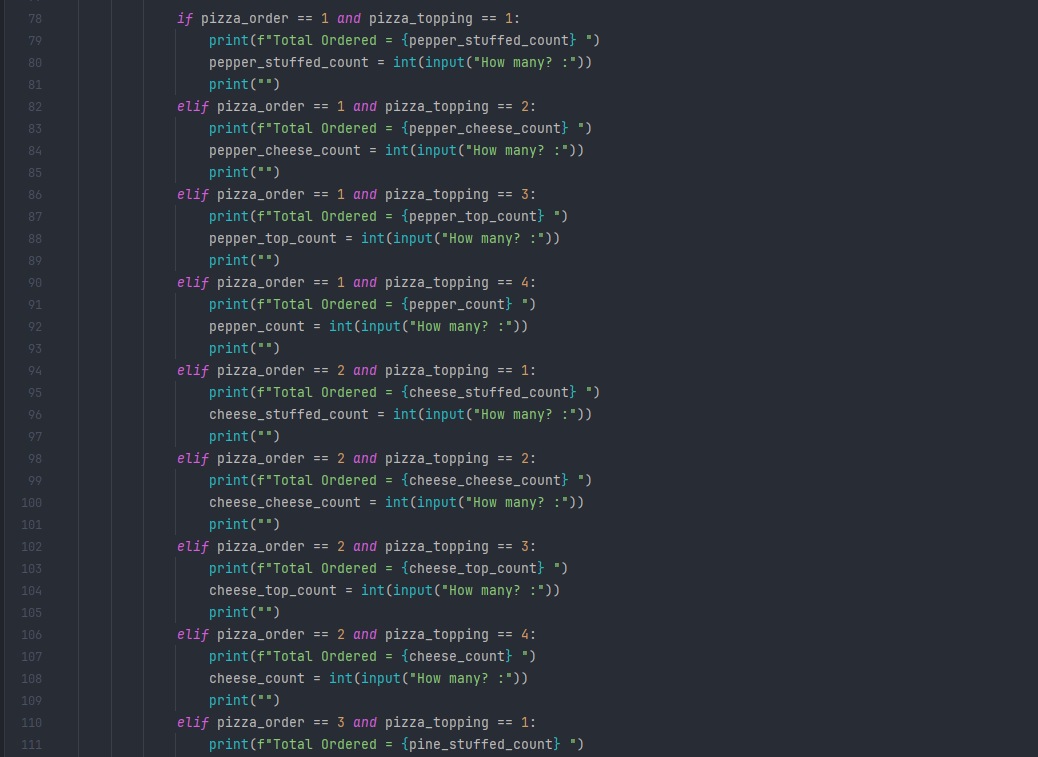 78 if pizza_order == 1 and pizza_topping == 1:
79 print(f"Total Ordered = {pepper_stuffed_count} ")
80 pepper_stuffed_count = int(input("How many? :"))
81 print("")
82 elif pizza_order == 1 and pizza_topping == 2:
83 print(f"Total Ordered = {pepper_cheese_count} ")
84 pepper_cheese_count = int(input("How many? :"))
85 print("")
86 elif pizza_order == 1 and pizza_topping == 3:
87 print(f"Total Ordered = {pepper_top_count} ")
88 pepper_top_count = int(input("How many? :"))
89 print("")
90 elif pizza_order == 1 and pizza_topping == 4:
91 print(f"Total Ordered = {pepper_count} ")
92 pepper_count = int(input("How many? :"))
93 print("")
94 elif pizza_order == 2 and pizza_topping == 1:
95 print(f"Total Ordered = {cheese_stuffed_count} ")
96 cheese_stuffed_count = int(input("How many? :"))
97 print("")
98 elif pizza_order == 2 and pizza_topping == 2:
99 print(f"Total Ordered = {cheese_cheese_count} ")
100 cheese_cheese_count = int(input("How many? :"))
101 print("")
102 elif pizza_order == 2 and pizza_topping == 3:
103 print(f"Total Ordered = {cheese_top_count} ")
104 cheese_top_count = int(input("How many? :"))
105 print("")
106 elif pizza_order == 2 and pizza_topping == 4:
107 print(f"Total Ordered = {cheese_count} ")
108 cheese_count = int(input("How many? :"))
109 print("")
110 elif pizza_order == 3 and pizza_topping == 1:
111 print(f"Total Ordered = {pine_stuffed_count} ")